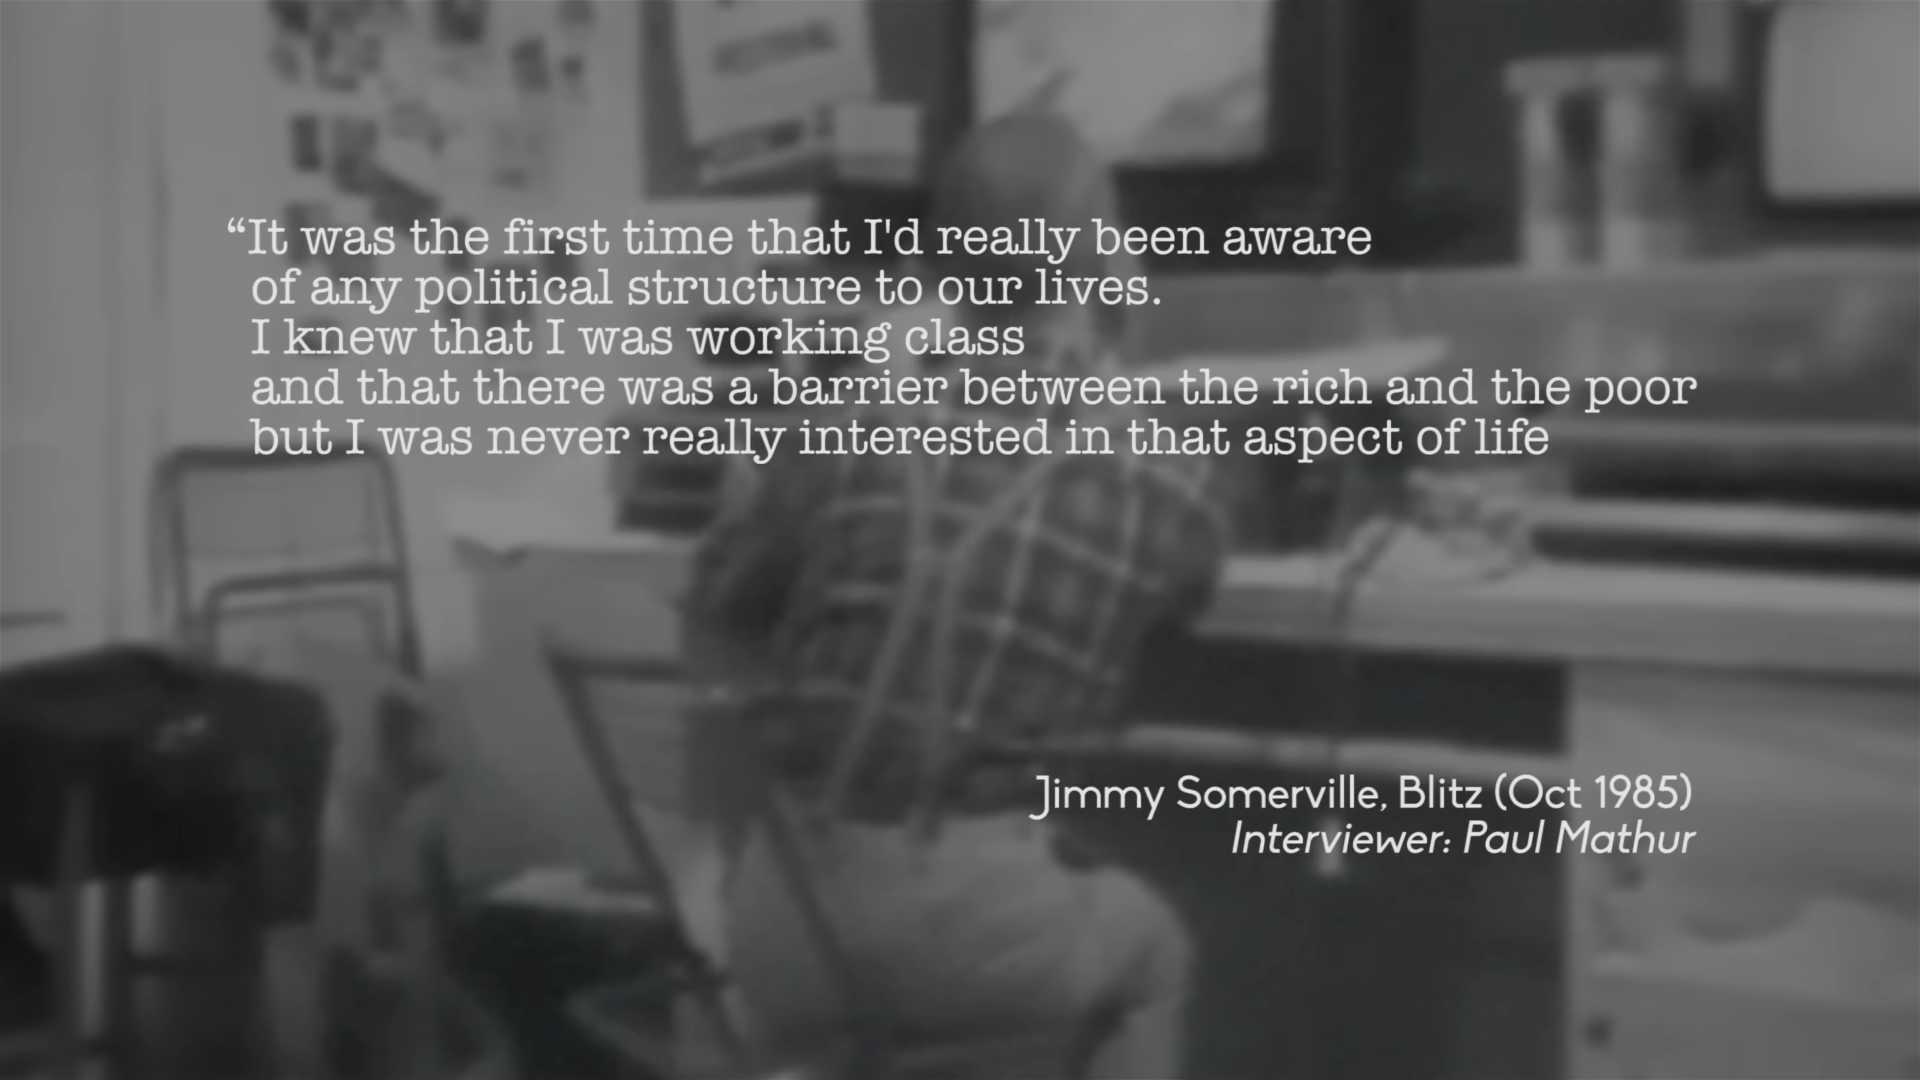 “It was the first time that I'd really been aware
of any political structure to our lives.
I knew that I was working class
and that there was a barrier between the rich and the poor
but I was never really interested in that aspect of life
Jimmy Somerville, Blitz (Oct 1985)
Interviewer: Paul Mathur